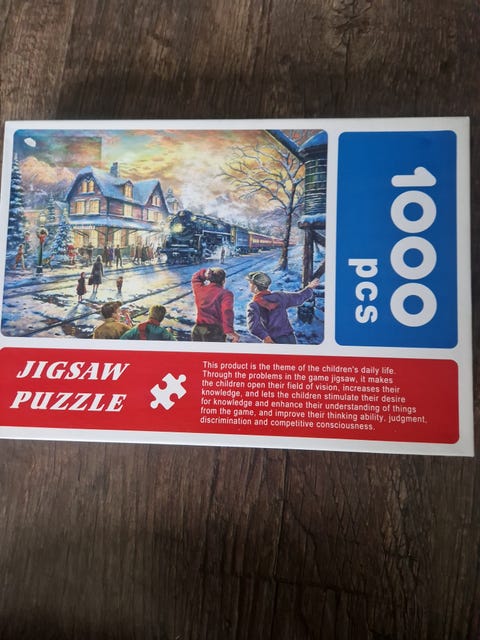 1000
pcs
JIGSAW
PUZZLE
This product is the theme of the children's daily life.
Through the problems in the game jigsaw, it makes
the children open their field of vision, increases their
knowledge, and lets the children stimulate their desire
for knowledge and enhance their understanding of things
from the game, and improve their thinking ability, judgment,
discrimination and competitive consciousness.